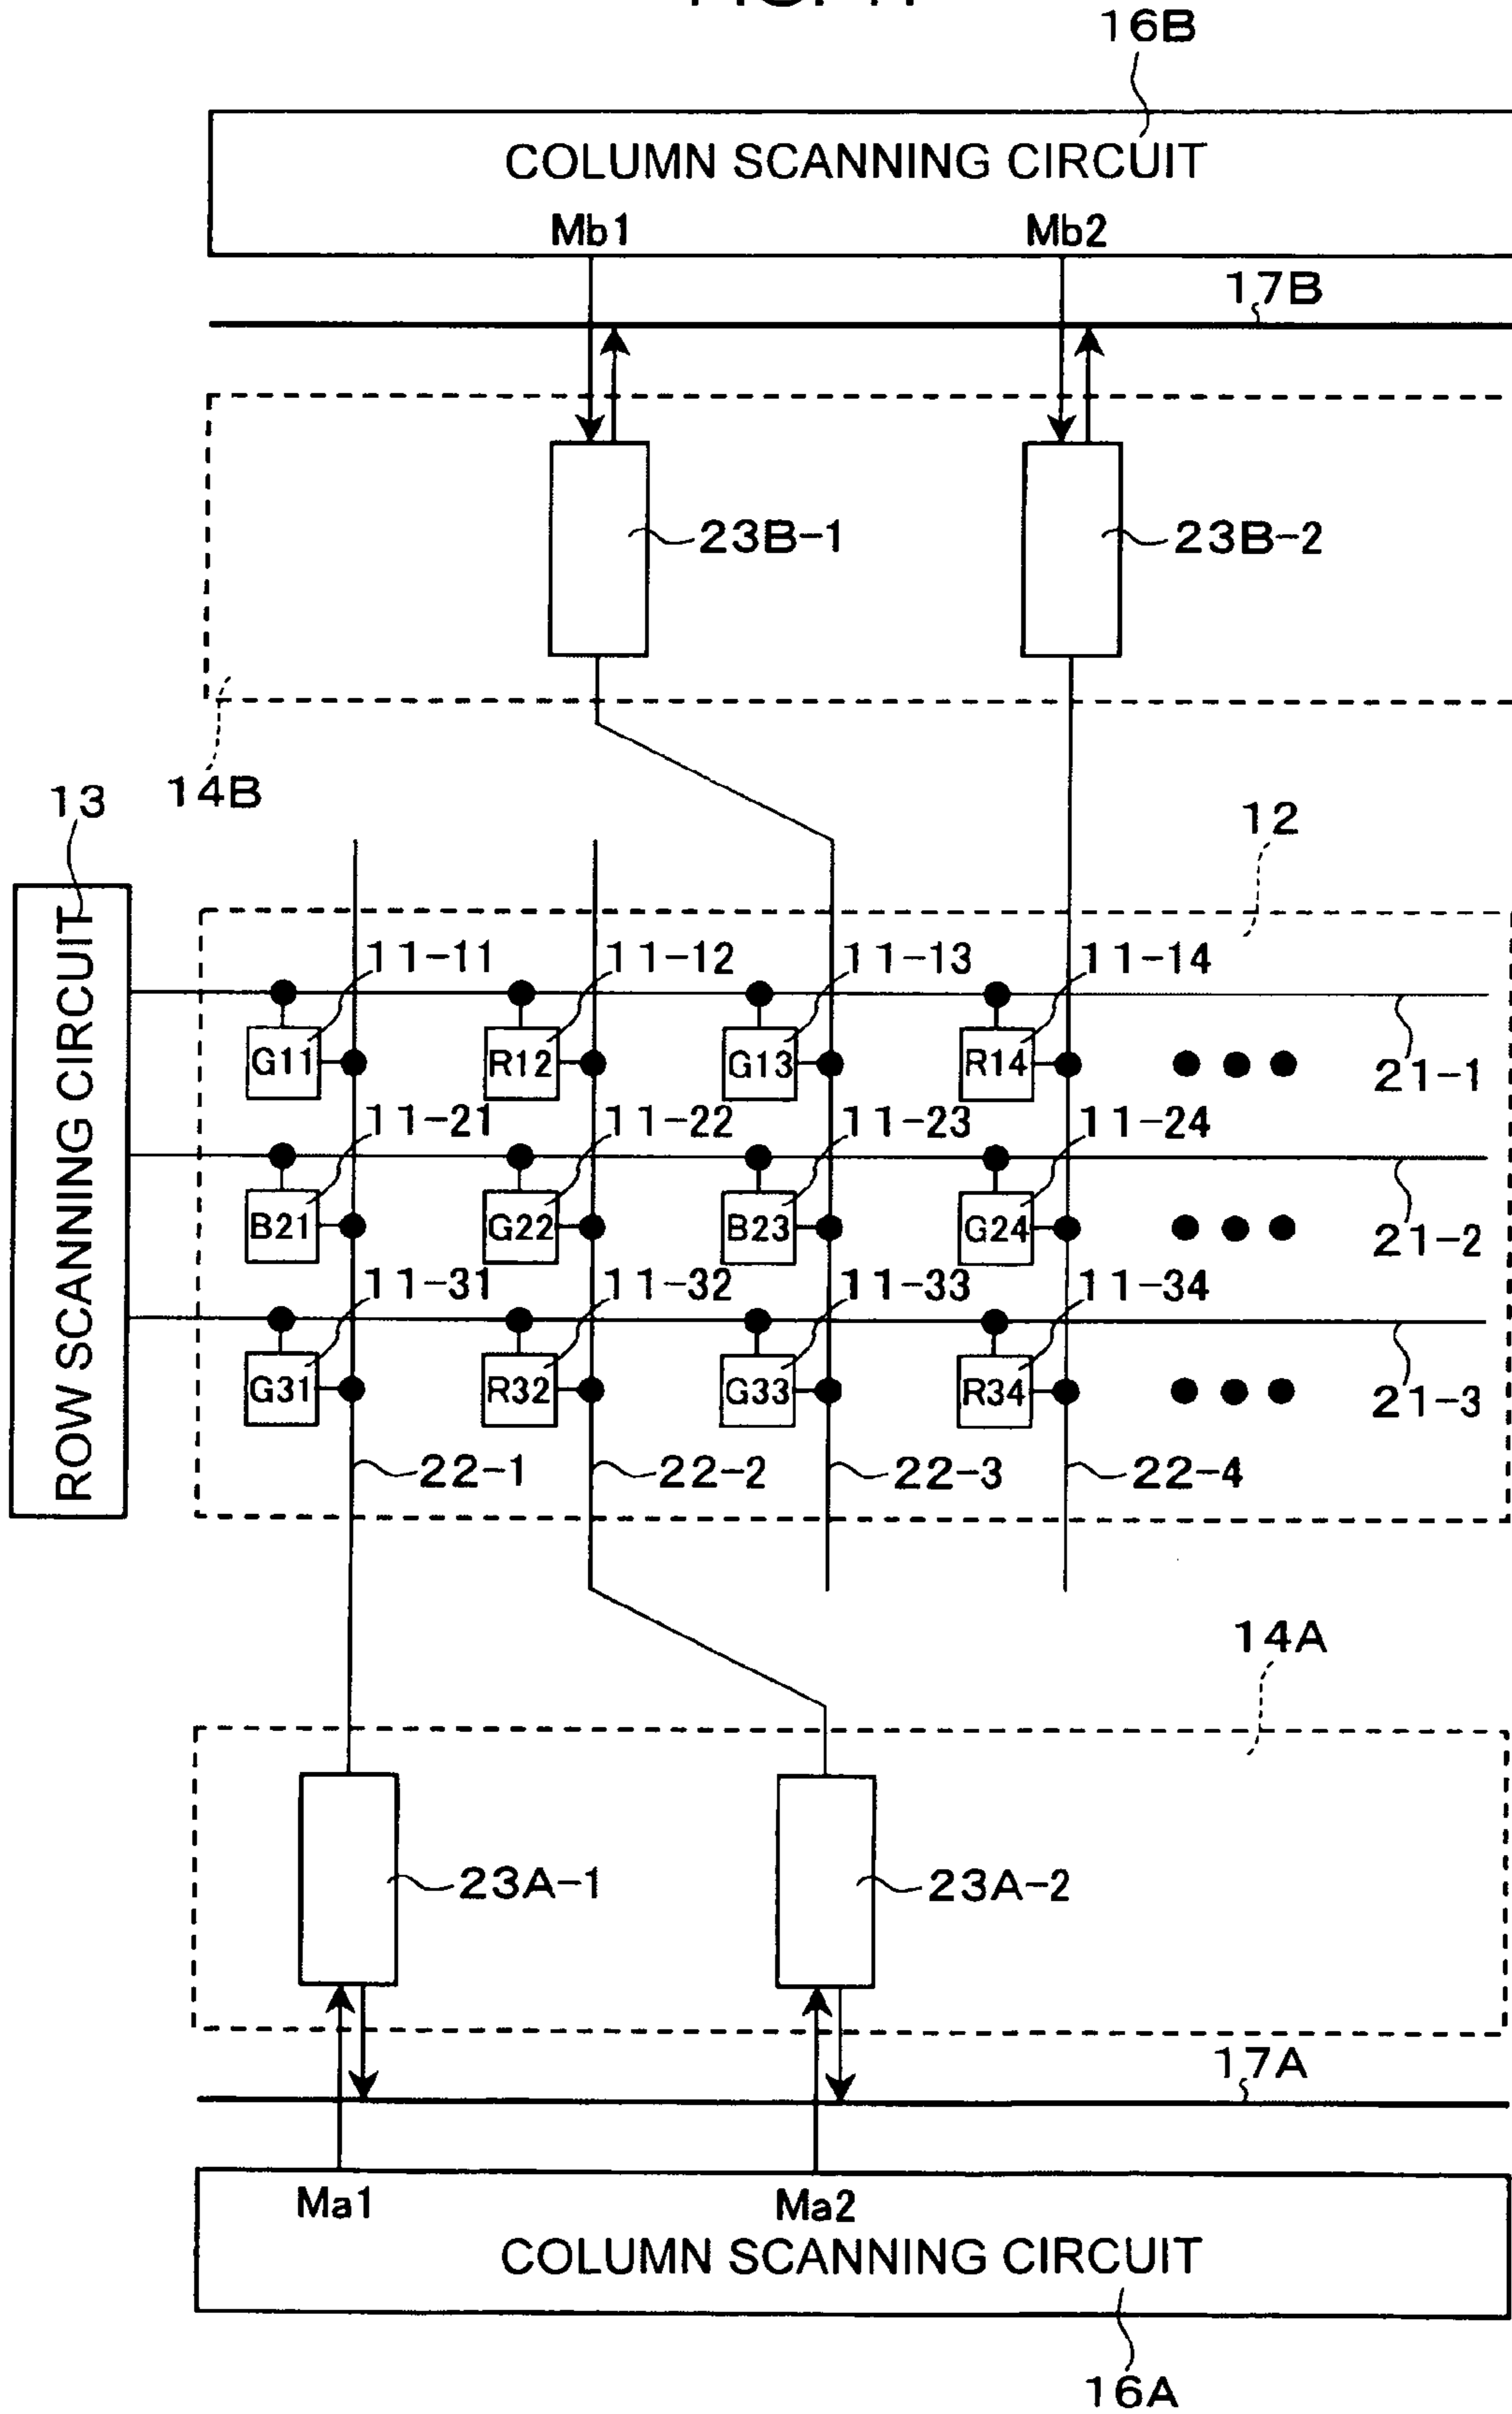 16B
COLUMN SCANNING CIRCUIT
Mb1 Mb2
17B
23B-1 23B-2
14B
13
12
ROW SCANNING CIRCUIT
11-11 11-12 11-13 11-14
G11 R12 G13 R14
21-1
11-21 11-22 11-23 11-24
B21 G22 B23 G24
21-2
11-31 11-32 11-33 11-34
G31 R32 G33 R34
21-3
22-1 22-2 22-3 22-4
14A
23A-1 23A-2
17A
Ma1 Ma2
COLUMN SCANNING CIRCUIT
16A